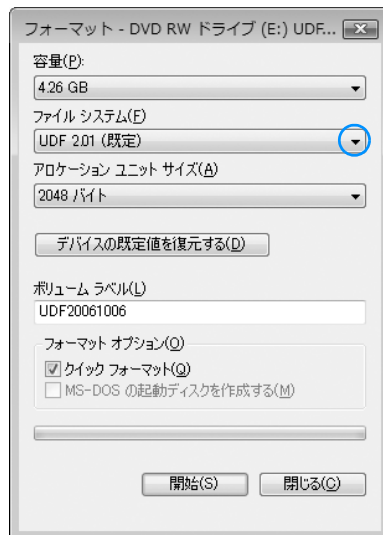 フォーマット - DVD RW ドライブ (E:) UDF...
容量(P):
4.26 GB
ファイル システム(F)
UDF 2.01 (既定)
アロケーション ユニット サイズ(A)
2048 バイト
デバイスの既定値を復元する(D)
ボリューム ラベル(L)
UDF20061006
フォーマット オプション(O)
クイック フォーマット(Q)
MS-DOS の起動ディスクを作成する(M)
開始(S)
閉じる(C)